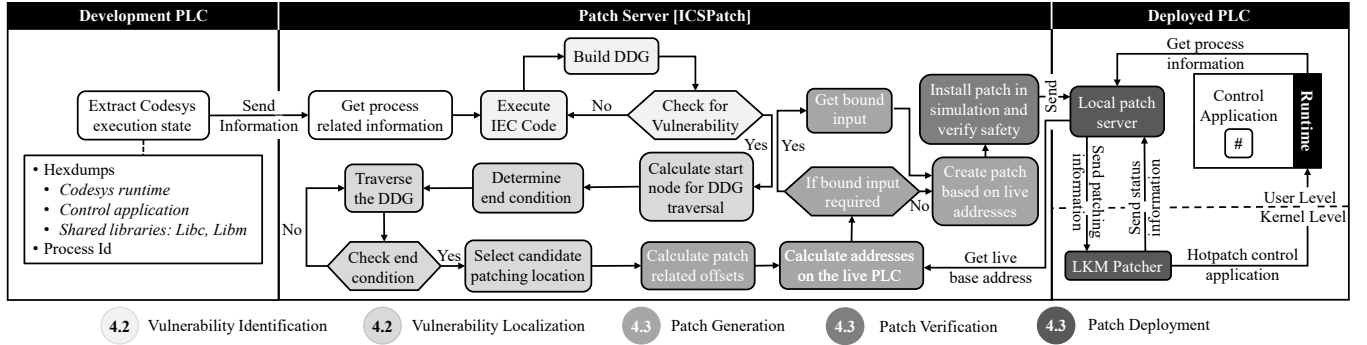 Development PLC
Patch Server [ICSPatch]
Deployed PLC
Extract Codesys
execution state
Send
Information
Hexdumps
Codesys runtime
Control application
Shared libraries: Libc, Libm
Process Id
Get process
related information
Execute
IEC Code
Build DDG
Check for
Vulnerability
No
Yes
Calculate start
node for DDG
traversal
Determine
end condition
Traverse
the DDG
Check end
condition
No
Yes
Select candidate
patching location
Calculate patch
related offsets
Calculate addresses
on the live PLC
If bound input
required
Yes
No
Get bound
input
Create patch
based on live
addresses
Install patch in
simulation and
verify safety
Send
Get live
base address
Local patch
server
Get process
information
Control
Application
#
Runtime
Send patching
information
Send status
information
User Level
Kernel Level
LKM Patcher
Hotpatch control
application
4.2 Vulnerability Identification
4.2 Vulnerability Localization
4.3 Patch Generation
4.3 Patch Verification
4.3 Patch Deployment